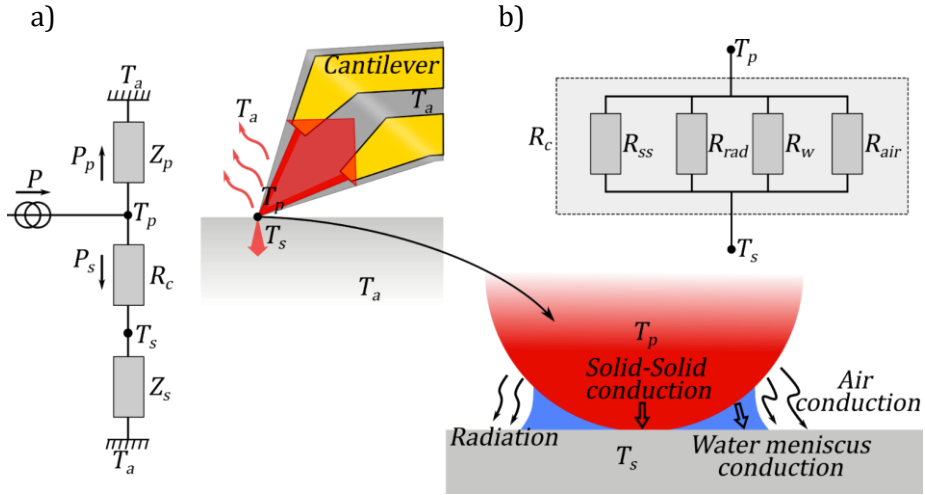 a)
T_a
P_p
Z_p
P
T_p
P_s
R_c
T_s
Z_s
T_a
Cantilever
T_a
T_a
T_p
T_s
T_a
b)
T_p
R_c
R_ss
R_rad
R_w
R_air
T_s
T_p
Solid-Solid
conduction
Air
conduction
Radiation
T_s
Water meniscus
conduction